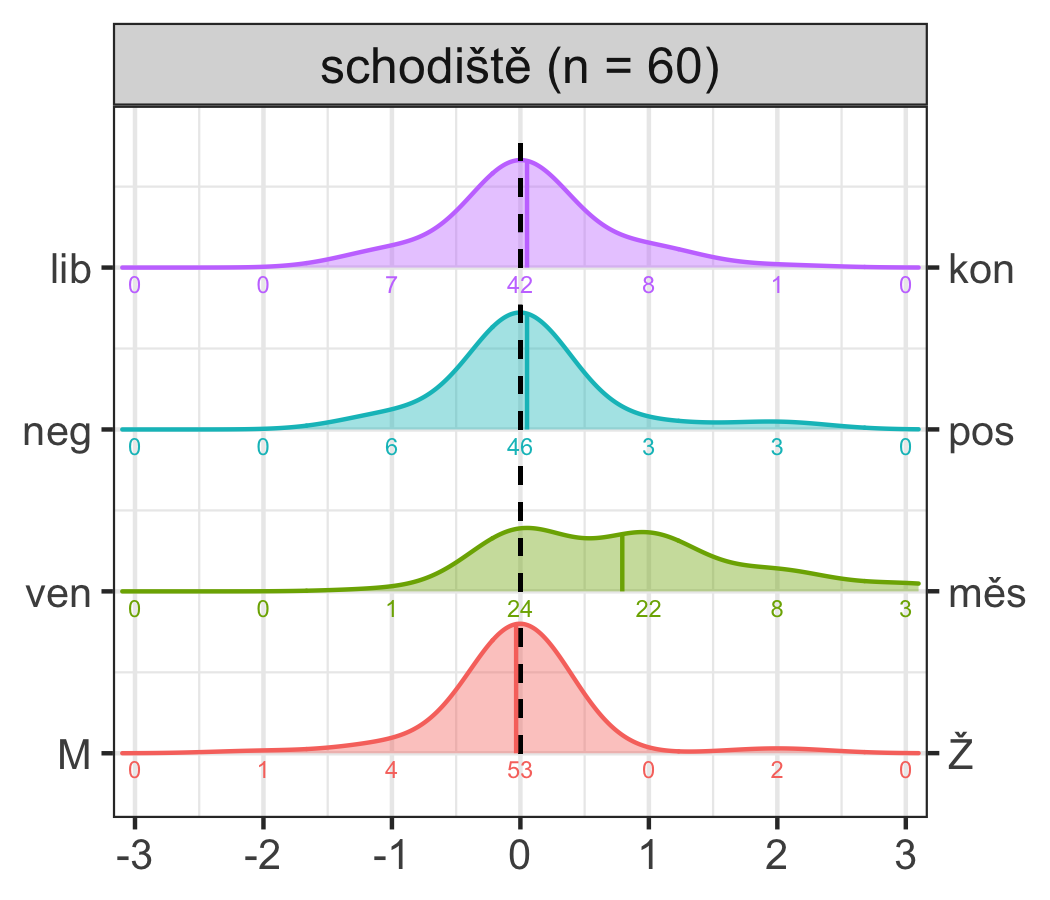 schodiště (n = 60)
lib kon
0 0 7 42 8 1 0
neg pos
0 0 6 46 3 3 0
ven měs
0 0 1 24 22 8 3
M Ž
0 1 4 53 0 2 0
-3 -2 -1 0 1 2 3